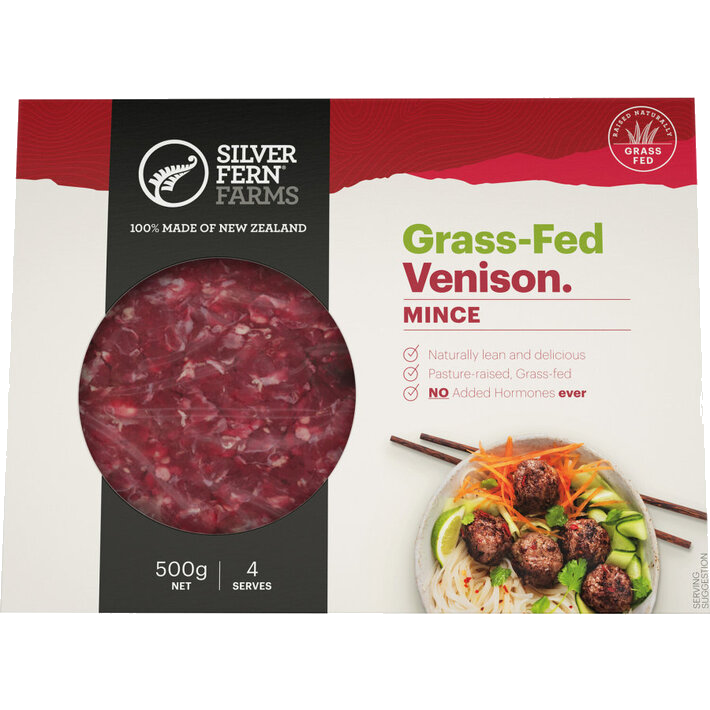 SILVER
FERN®
FARMS
100% MADE OF NEW ZEALAND
RAISED NATURALLY
GRASS
FED
Grass-Fed
Venison.
MINCE
Naturally lean and delicious
Pasture-raised, Grass-fed
NO Added Hormones ever
500g
NET
4
SERVES
SERVING
SUGGESTION